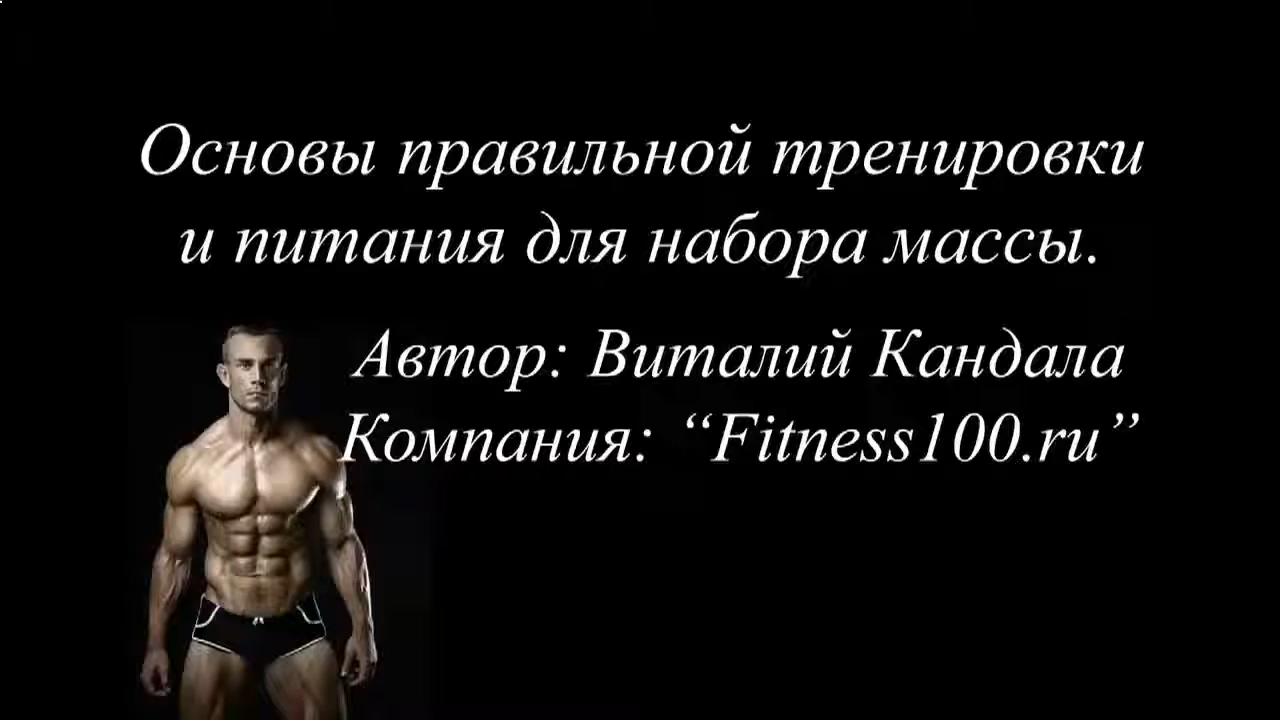 Основы правильной тренировки
и питания для набора массы.
Автор: Виталий Кандала
Компания: “Fitness100.ru”